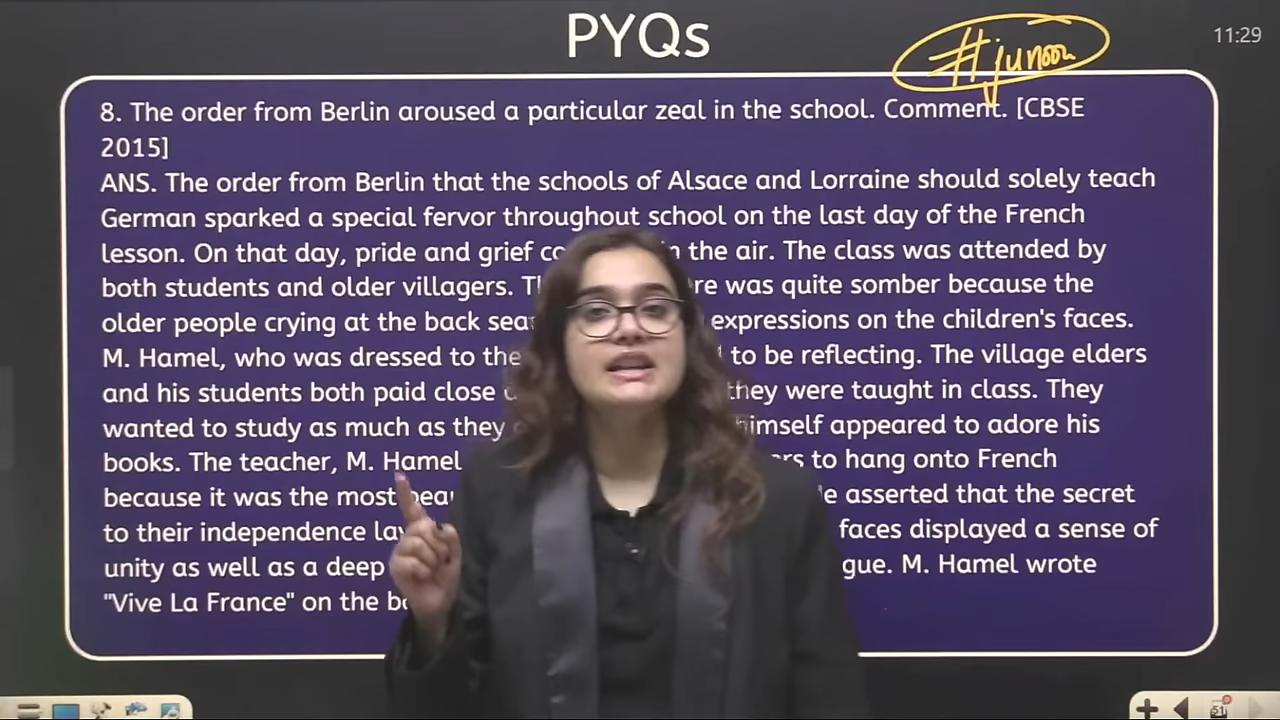 PYQs
#junoon
11:29
8. The order from Berlin aroused a particular zeal in the school. Comment. [CBSE
2015]
ANS. The order from Berlin that the schools of Alsace and Lorraine should solely teach
German sparked a special fervor throughout school on the last day of the French
lesson. On that day, pride and grief in the air. The class was attended by
both students and older villagers. was quite somber because the
older people crying at the back expressions on the children's faces.
M. Hamel, who was dressed to the to be reflecting. The village elders
and his students both paid close they were taught in class. They
wanted to study as much as they himself appeared to adore his
books. The teacher, M. Hamel to hang onto French
because it was the most asserted that the secret
to their independence faces displayed a sense of
unity as well as a deep M. Hamel wrote
"Vive La France" on the
51